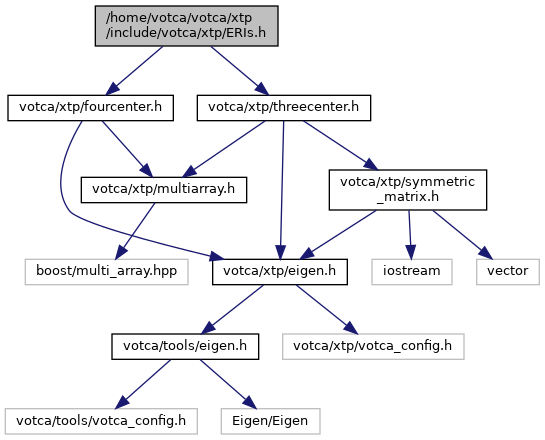 /home/votca/votca/xtp
/include/votca/xtp/ERIs.h
votca/xtp/fourcenter.h
votca/xtp/threecenter.h
votca/xtp/multiarray.h
votca/xtp/symmetric
_matrix.h
boost/multi_array.hpp
votca/xtp/eigen.h
iostream
vector
votca/tools/eigen.h
votca/xtp/votca_config.h
votca/tools/votca_config.h
Eigen/Eigen